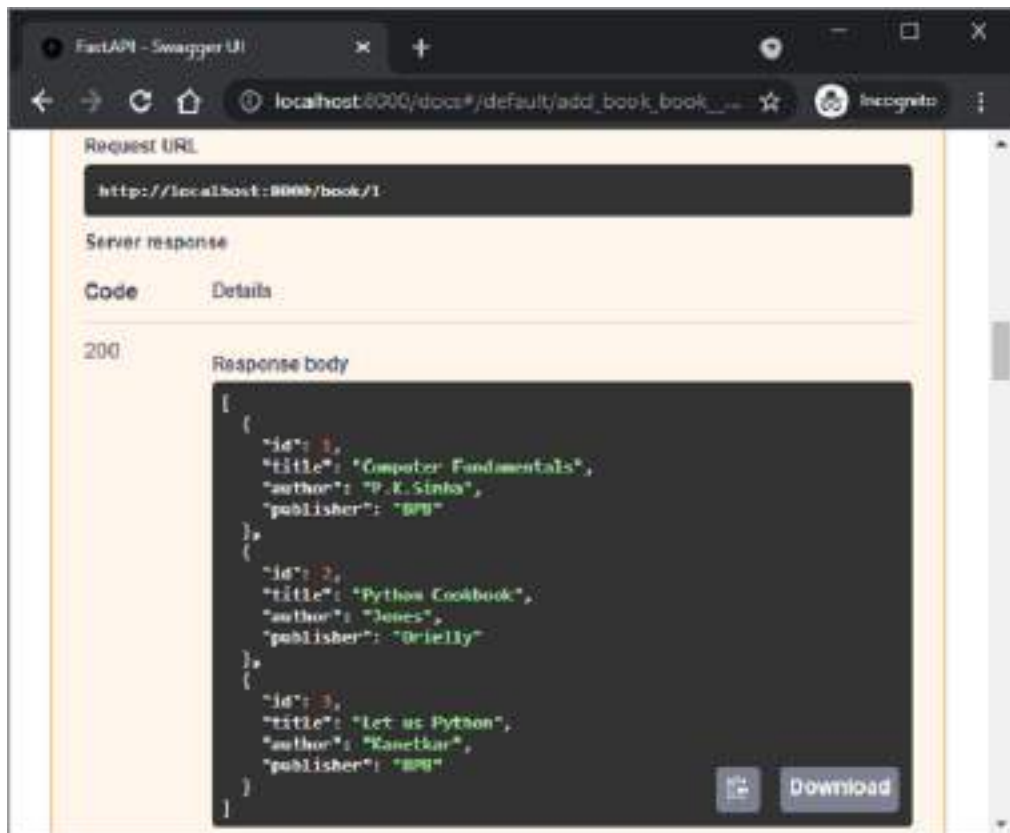 FastAPI - Swagger UI
localhost:8000/docs#/default/add_book_book__...
Incognito
Request URL
http://localhost:8000/book/1
Server response
Code Details
200
Response body
[
{
"id": 1,
"title": "Computer Fundamentals",
"author": "P.K.Sinha",
"publisher": "BPB"
},
{
"id": 2,
"title": "Python Cookbook",
"author": "Jones",
"publisher": "Orielly"
},
{
"id": 3,
"title": "Let us Python",
"author": "Kanetkar",
"publisher": "BPB"
}
]
Download